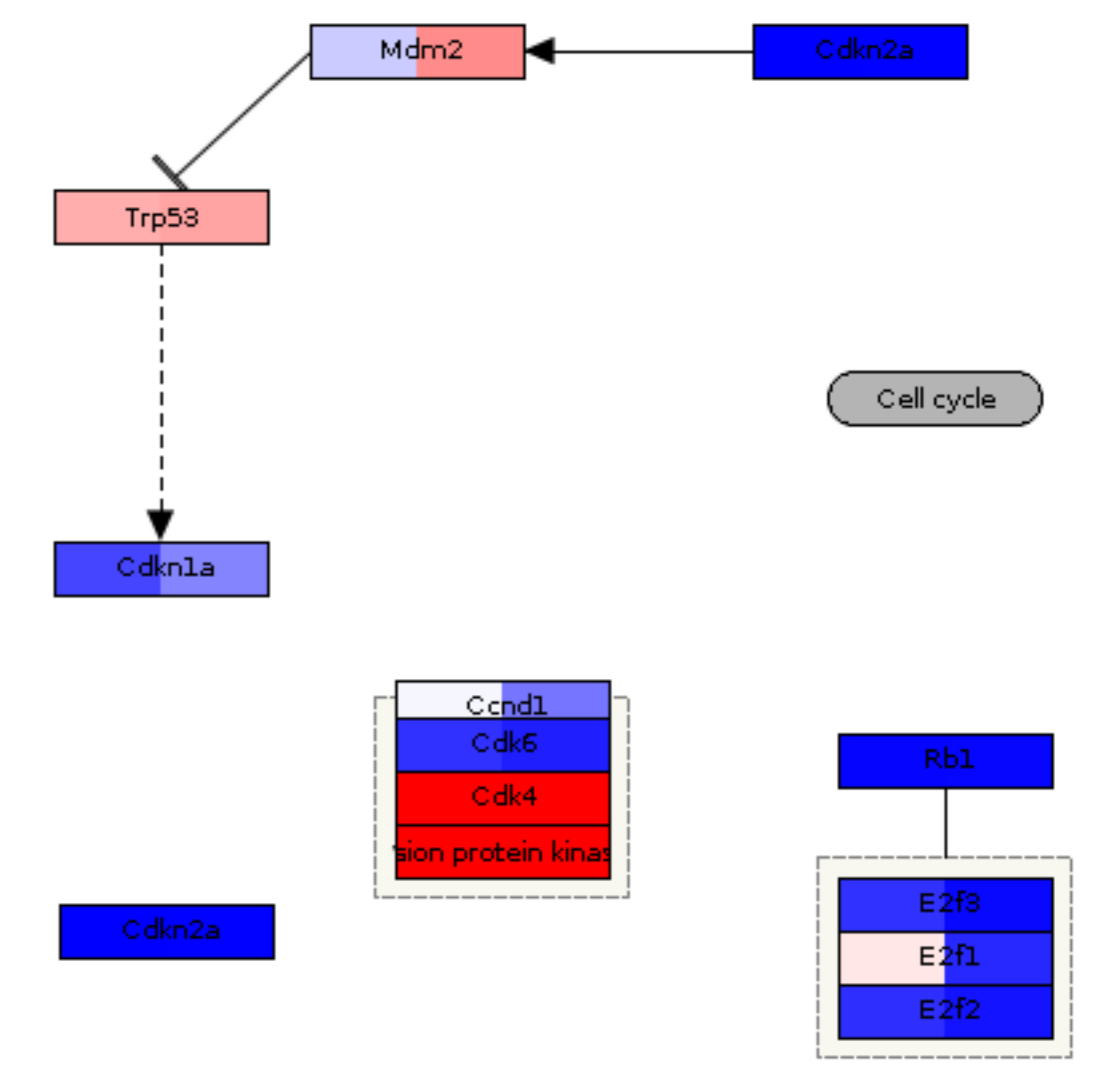 Mdm2
Cdkn2a
Trp53
Cell cycle
Cdkn1a
Ccnd1
Cdk6
Cdk4
sion protein kinas
Rb1
Cdkn2a
E2f3
E2f1
E2f2